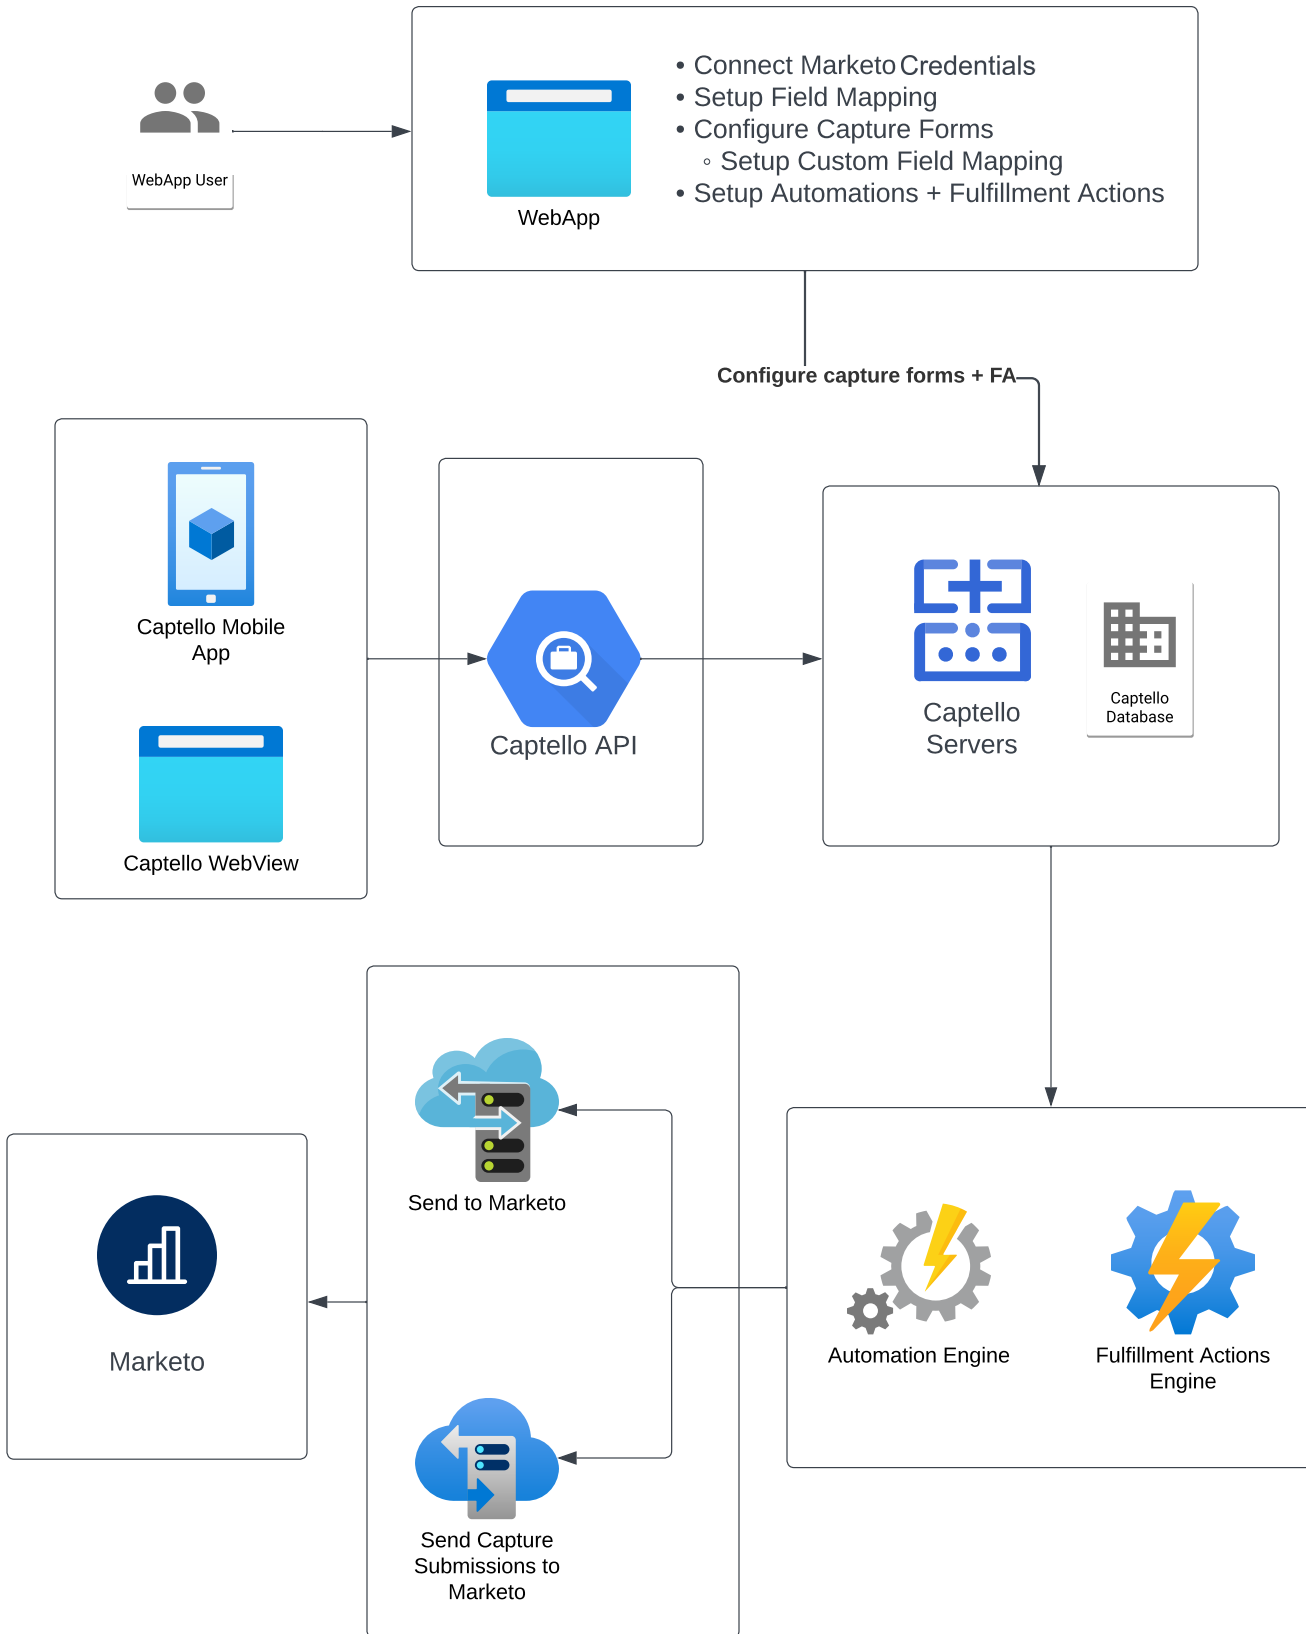 • Connect Marketo Credentials
• Setup Field Mapping
• Configure Capture Forms
◦ Setup Custom Field Mapping
• Setup Automations + Fulfillment Actions
WebApp User
WebApp
Configure capture forms + FA
Captello Mobile
App
Captello WebView
Captello API
Captello
Servers
Captello
Database
Send to Marketo
Marketo
Automation Engine
Fulfillment Actions
Engine
Send Capture
Submissions to
Marketo